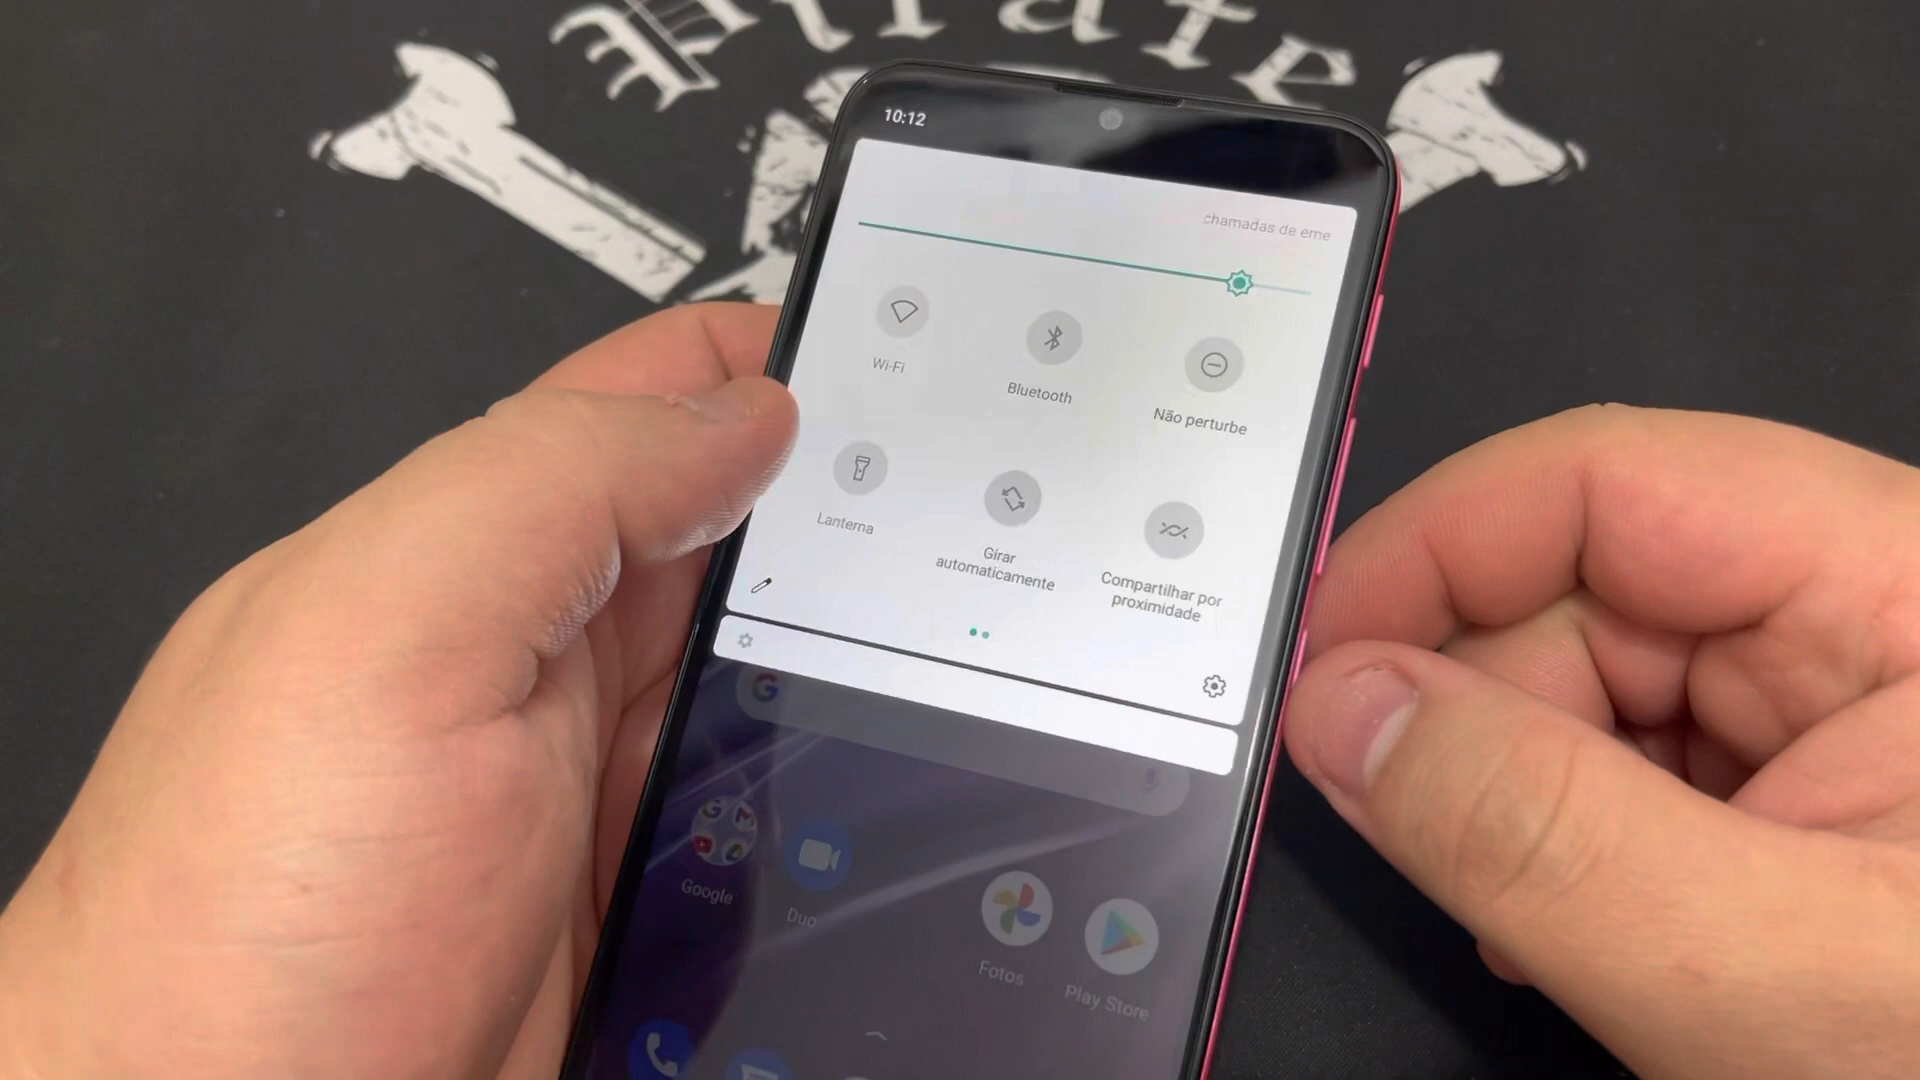 Pirate
10:12
chamadas de eme
Wi-Fi
Bluetooth
Não perturbe
Lanterna
Girar
automaticamente
Compartilhar por
proximidade
Google
Duo
Fotos
Play Store